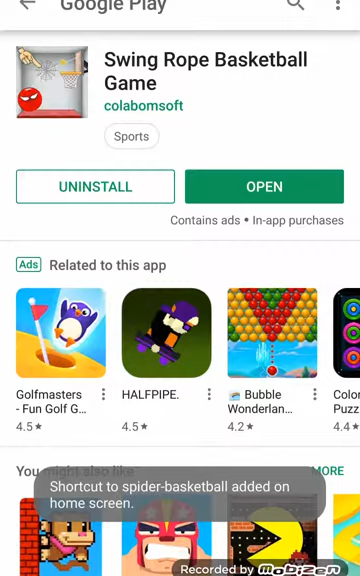 Google Play
Swing Rope Basketball
Game
colabomsoft
Sports
UNINSTALL
OPEN
Contains ads • In-app purchases
Ads Related to this app
Golfmasters
- Fun Golf G...
4.5★
HALFPIPE.
4.5★
Bubble
Wonderlan...
4.2★
Color
Puzz
4.4★
You might also like
MORE
Shortcut to spider-basketball added on
home screen.
Recorded by mobizen